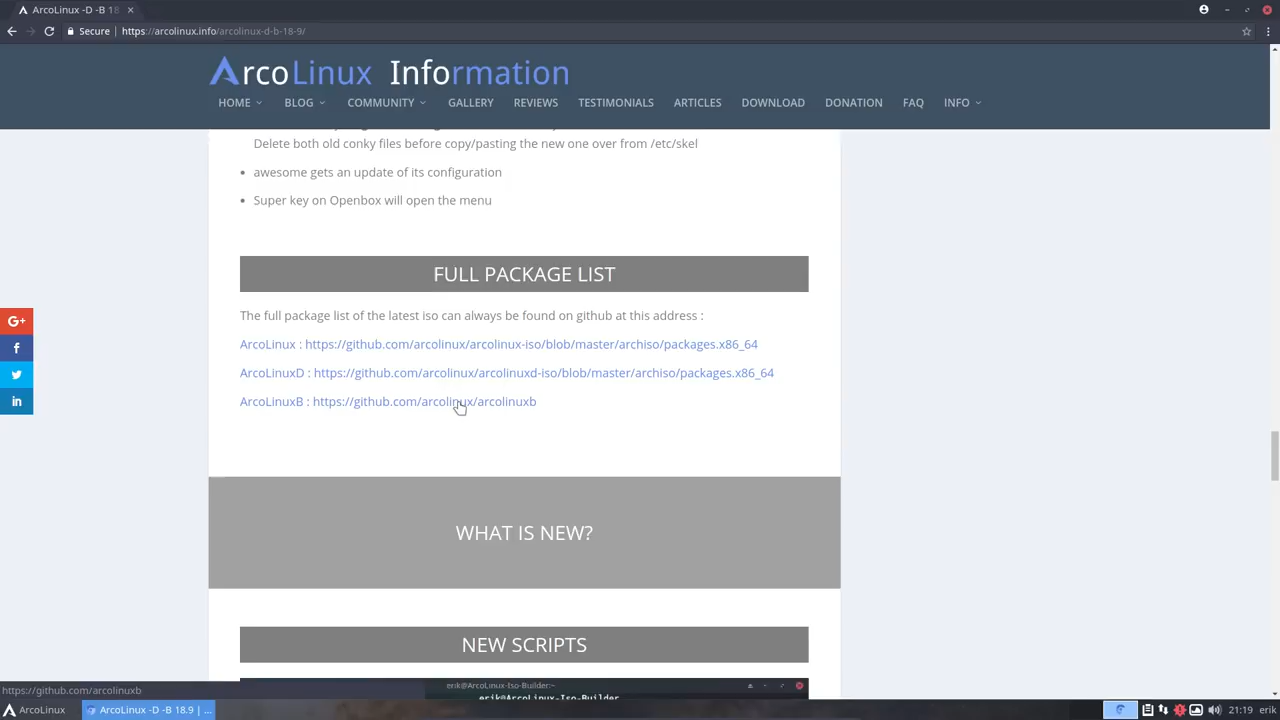 ArcoLinux -D -B 18
Secure https://arcolinux.info/arcolinux-d-b-18-9/
ArcoLinux Information
HOME BLOG COMMUNITY GALLERY REVIEWS TESTIMONIALS ARTICLES DOWNLOAD DONATION FAQ INFO
Delete both old conky files before copy/pasting the new one over from /etc/skel
• awesome gets an update of its configuration
• Super key on Openbox will open the menu
FULL PACKAGE LIST
The full package list of the latest iso can always be found on github at this address :
ArcoLinux : https://github.com/arcolinux/arcolinux-iso/blob/master/archiso/packages.x86_64
G+
ArcoLinuxD : https://github.com/arcolinux/arcolinuxd-iso/blob/master/archiso/packages.x86_64
ArcoLinuxB : https://github.com/arcolinux/arcolinuxb
in
WHAT IS NEW?
NEW SCRIPTS
erik@ArcoLinux-Iso-Builder:~
erik@ArcoLinux-Iso-Builder
https://github.com/arcolinuxb
ArcoLinux
ArcoLinux -D -B 18.9 | ...
21:19 erik